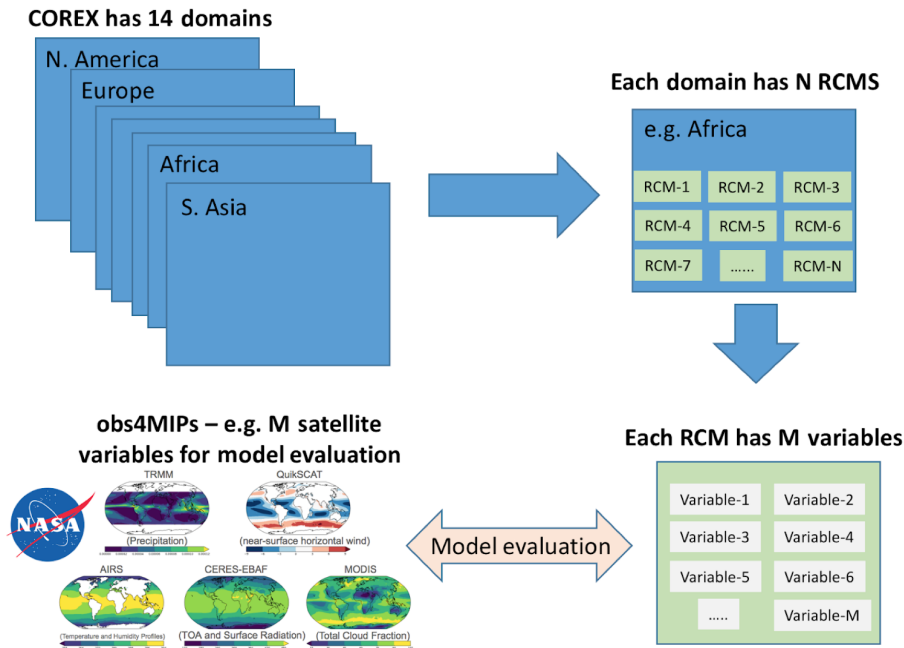 COREX has 14 domains
N. America
Europe
Africa
S. Asia
Each domain has N RCMS
e.g. Africa
RCM-1 RCM-2 RCM-3
RCM-4 RCM-5 RCM-6
RCM-7 ...... RCM-N
obs4MIPs – e.g. M satellite
variables for model evaluation
NASA
TRMM
(Precipitation)
QuikSCAT
(near-surface horizontal wind)
AIRS
(Temperature and Humidity Profiles)
CERES-EBAF
(TOA and Surface Radiation)
MODIS
(Total Cloud Fraction)
Model evaluation
Each RCM has M variables
Variable-1 Variable-2
Variable-3 Variable-4
Variable-5 Variable-6
..... Variable-M